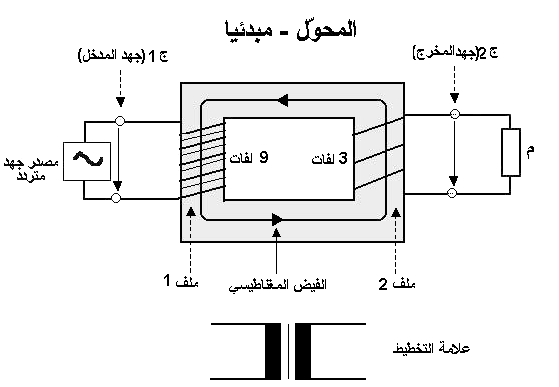 المحوّل - مبدئيا
ج 1 (جهد المدخل)
ج 2(جهدالمخرج)
مصدر جهد
متردد
9 لفات
3 لفات
م
ملف 1
الفيض المغناطيسي
ملف 2
علامة التخطيط